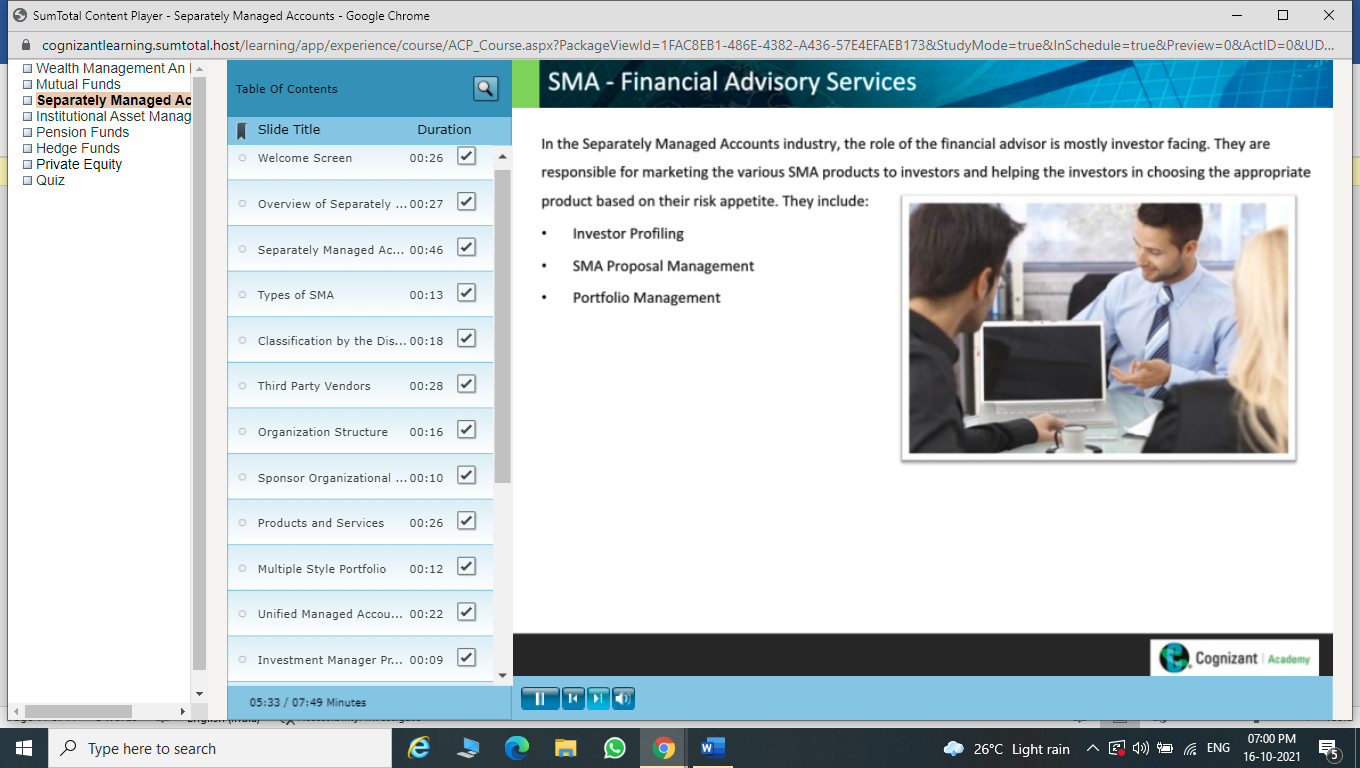 SumTotal Content Player - Separately Managed Accounts - Google Chrome
cognizantlearning.sumtotal.host/learning/app/experience/course/ACP_Course.aspx?PackageViewId=1FAC8EB1-486E-4382-A436-57E4EFAEB173&StudyMode=true&InSchedule=true&Preview=0&ActID=0&UD...
Wealth Management An
Mutual Funds
Separately Managed Ac
Institutional Asset Manag
Pension Funds
Hedge Funds
Private Equity
Quiz
Table Of Contents
Slide Title Duration
Welcome Screen 00:26
Overview of Separately ... 00:27
Separately Managed Ac... 00:46
Types of SMA 00:13
Classification by the Dis... 00:18
Third Party Vendors 00:28
Organization Structure 00:16
Sponsor Organizational ... 00:10
Products and Services 00:26
Multiple Style Portfolio 00:12
Unified Managed Accou... 00:22
Investment Manager Pr... 00:09
05:33 / 07:49 Minutes
SMA - Financial Advisory Services
In the Separately Managed Accounts industry, the role of the financial advisor is mostly investor facing. They are
responsible for marketing the various SMA products to investors and helping the investors in choosing the appropriate
product based on their risk appetite. They include:
• Investor Profiling
• SMA Proposal Management
• Portfolio Management
Cognizant | Academy
Type here to search
26°C Light rain
ENG
07:00 PM
16-10-2021
5